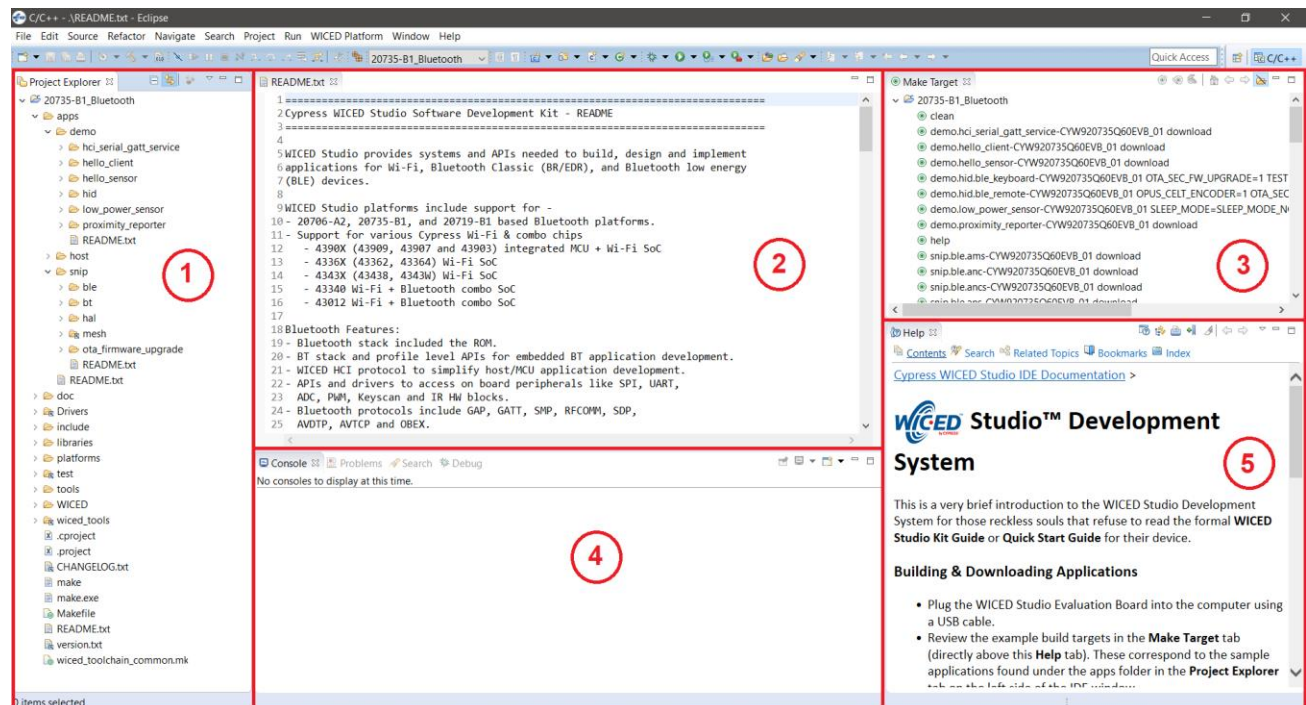 C/C++ - .\README.txt - Eclipse
File Edit Source Refactor Navigate Search Project Run WICED Platform Window Help
20735-B1_Bluetooth
Quick Access
C/C++
Project Explorer
20735-B1_Bluetooth
apps
demo
hci_serial_gatt_service
hello_client
hello_sensor
hid
low_power_sensor
proximity_reporter
README.txt
host
snip
ble
bt
hal
mesh
ota_firmware_upgrade
README.txt
README.txt
doc
Drivers
include
libraries
platforms
test
tools
WICED
wiced_tools
.cproject
.project
CHANGELOG.txt
make
make.exe
Makefile
README.txt
version.txt
wiced_toolchain_common.mk
0 items selected
1
README.txt
1 ===============================================================================
2 Cypress WICED Studio Software Development Kit - README
3 ===============================================================================
4
5 WICED Studio provides systems and APIs needed to build, design and implement
6 applications for Wi-Fi, Bluetooth Classic (BR/EDR), and Bluetooth low energy
7 (BLE) devices.
8
9 WICED Studio platforms include support for -
10 - 20706-A2, 20735-B1, and 20719-B1 based Bluetooth platforms.
11 - Support for various Cypress Wi-Fi & combo chips
12 - 4390X (43909, 43907 and 43903) integrated MCU + Wi-Fi SoC
13 - 4336X (43362, 43364) Wi-Fi SoC
14 - 4343X (43438, 4343W) Wi-Fi SoC
15 - 43340 Wi-Fi + Bluetooth combo SoC
16 - 43012 Wi-Fi + Bluetooth combo SoC
17
18 Bluetooth Features:
19 - Bluetooth stack included the ROM.
20 - BT stack and profile level APIs for embedded BT application development.
21 - WICED HCI protocol to simplify host/MCU application development.
22 - APIs and drivers to access on board peripherals like SPI, UART,
23 ADC, PWM, Keyscan and IR HW blocks.
24 - Bluetooth protocols include GAP, GATT, SMP, RFCOMM, SDP,
25 AVDTP, AVTCP and OBEX.
2
Console Problems Search Debug
No consoles to display at this time.
4
Make Target
20735-B1_Bluetooth
clean
demo.hci_serial_gatt_service-CYW920735Q60EVB_01 download
demo.hello_client-CYW920735Q60EVB_01 download
demo.hello_sensor-CYW920735Q60EVB_01 download
demo.hid.ble_keyboard-CYW920735Q60EVB_01 OTA_SEC_FW_UPGRADE=1 TEST
demo.hid.ble_remote-CYW920735Q60EVB_01 OPUS_CELT_ENCODER=1 OTA_SEC
demo.low_power_sensor-CYW920735Q60EVB_01 SLEEP_MODE=SLEEP_MODE_N
demo.proximity_reporter-CYW920735Q60EVB_01 download
help
snip.ble.ams-CYW920735Q60EVB_01 download
snip.ble.anc-CYW920735Q60EVB_01 download
snip.ble.ancs-CYW920735Q60EVB_01 download
snip.ble.ans-CYW920735Q60EVB_01 download
3
Help
Contents Search Related Topics Bookmarks Index
Cypress WICED Studio IDE Documentation >
WICED Studio™ Development
System
5
This is a very brief introduction to the WICED Studio Development
System for those reckless souls that refuse to read the formal WICED
Studio Kit Guide or Quick Start Guide for their device.
Building & Downloading Applications
• Plug the WICED Studio Evaluation Board into the computer using
a USB cable.
• Review the example build targets in the Make Target tab
(directly above this Help tab). These correspond to the sample
applications found under the apps folder in the Project Explorer
tab on the left side of the IDE window